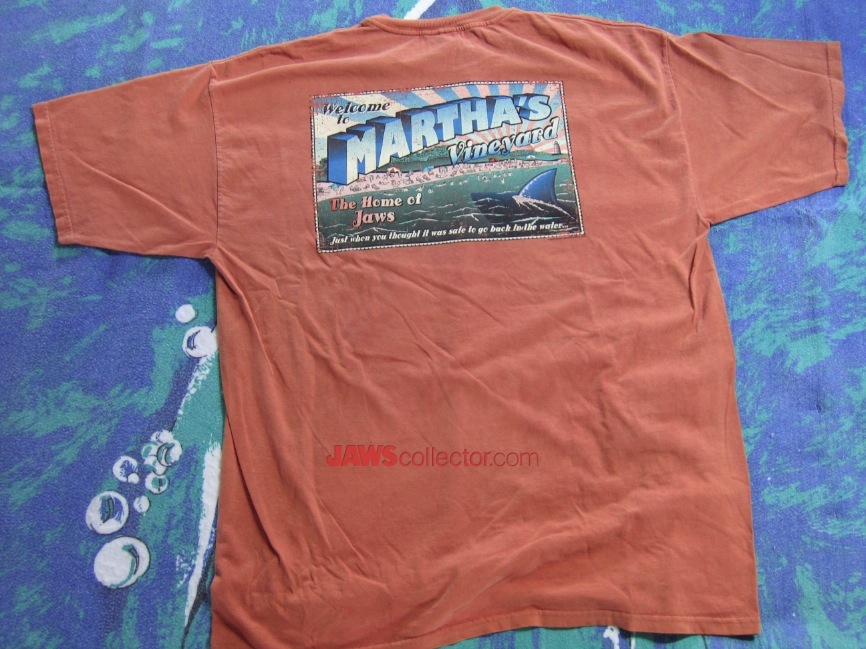 Welcome
to
MARTHA'S
Vineyard
The Home of
Jaws
Just when you thought it was safe to go back in the water...
JAWScollector.com